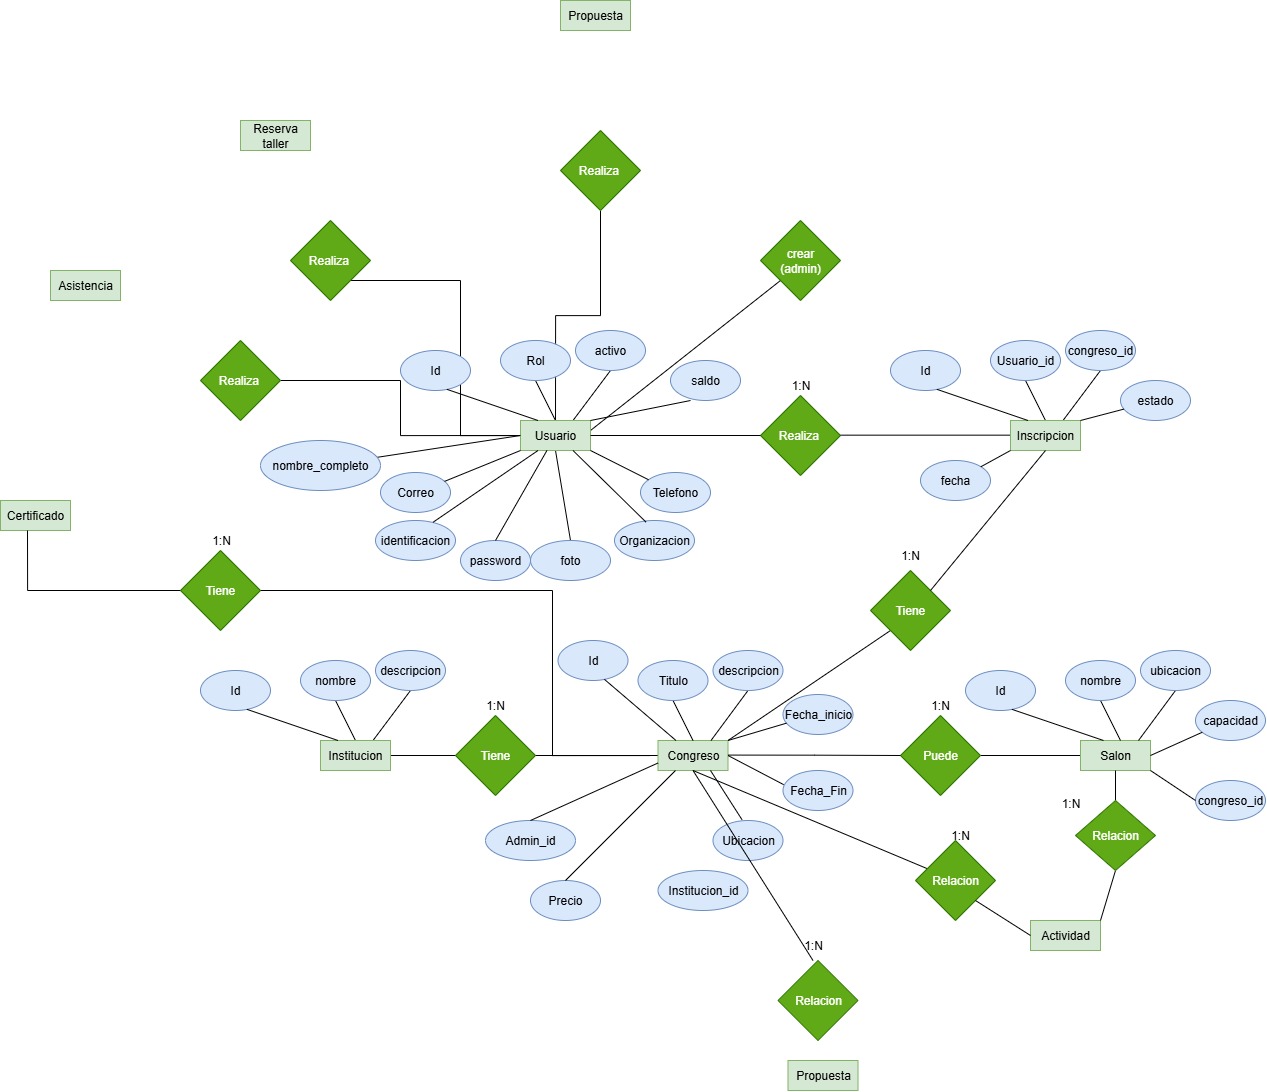 Propuesta
Reserva
taller
Realiza
Realiza
crear
(admin)
Asistencia
Realiza
Id
Rol
activo
saldo
1:N
Id
Usuario_id
congreso_id
estado
Usuario
Realiza
Inscripcion
nombre_completo
Correo
Telefono
fecha
Certificado
identificacion
password
foto
Organizacion
1:N
Tiene
1:N
Tiene
Id
nombre
descripcion
Id
Titulo
descripcion
Fecha_inicio
Id
nombre
ubicacion
capacidad
1:N
1:N
Institucion
Tiene
Congreso
Puede
Salon
Fecha_Fin
congreso_id
1:N
Admin_id
Ubicacion
1:N
Relacion
Precio
Institucion_id
Relacion
Actividad
1:N
Relacion
Propuesta